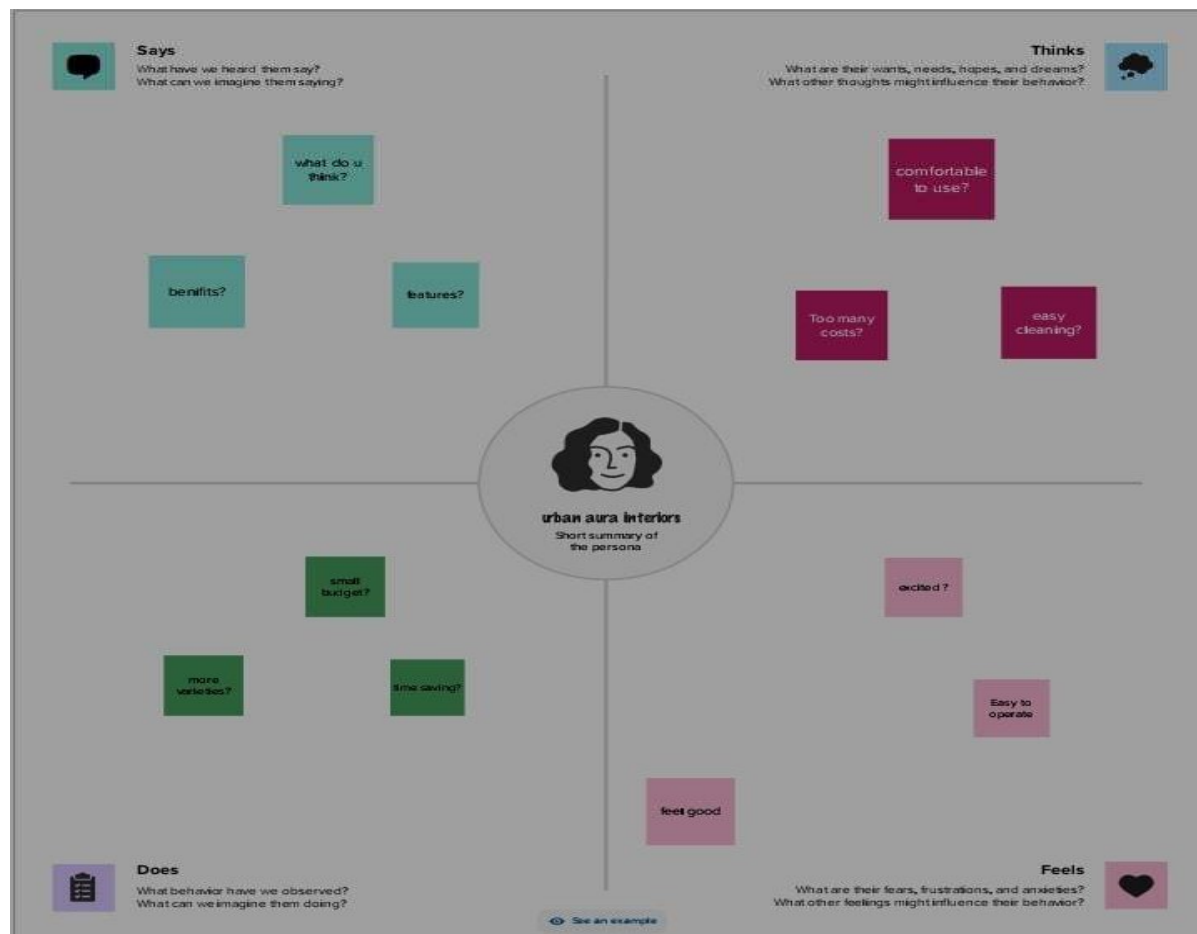 Says
What have we heard them say?
What can we imagine them saying?
what do u
think?
benifits?
features?
Thinks
What are their wants, needs, hopes, and dreams?
What other thoughts might influence their behavior?
comfortable
to use?
Too many
costs?
easy
cleaning?
urban aura interiors
Short summary of
the persona
small
budget?
more
varieties?
time saving?
Does
What behavior have we observed?
What can we imagine them doing?
excited ?
Easy to
operate
feel good
Feels
What are their fears, frustrations, and anxieties?
What other feelings might influence their behavior?
See an example